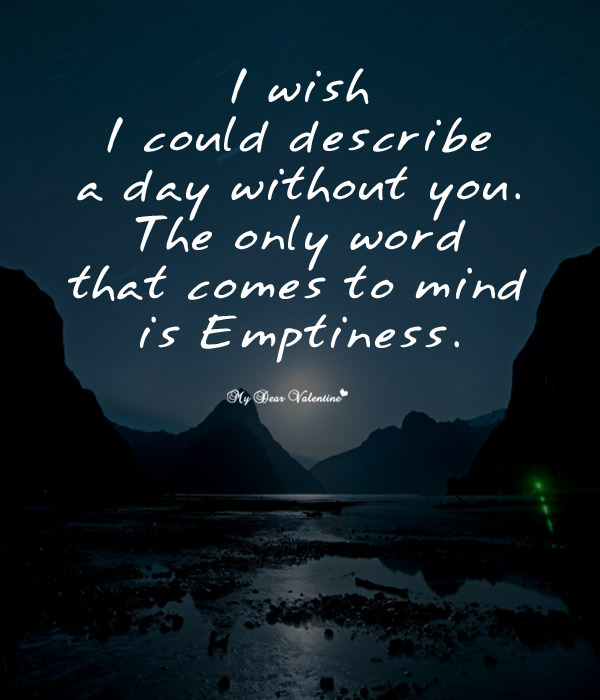 I wish
I could describe
a day without you.
The only word
that comes to mind
is Emptiness.
My Dear Valentine